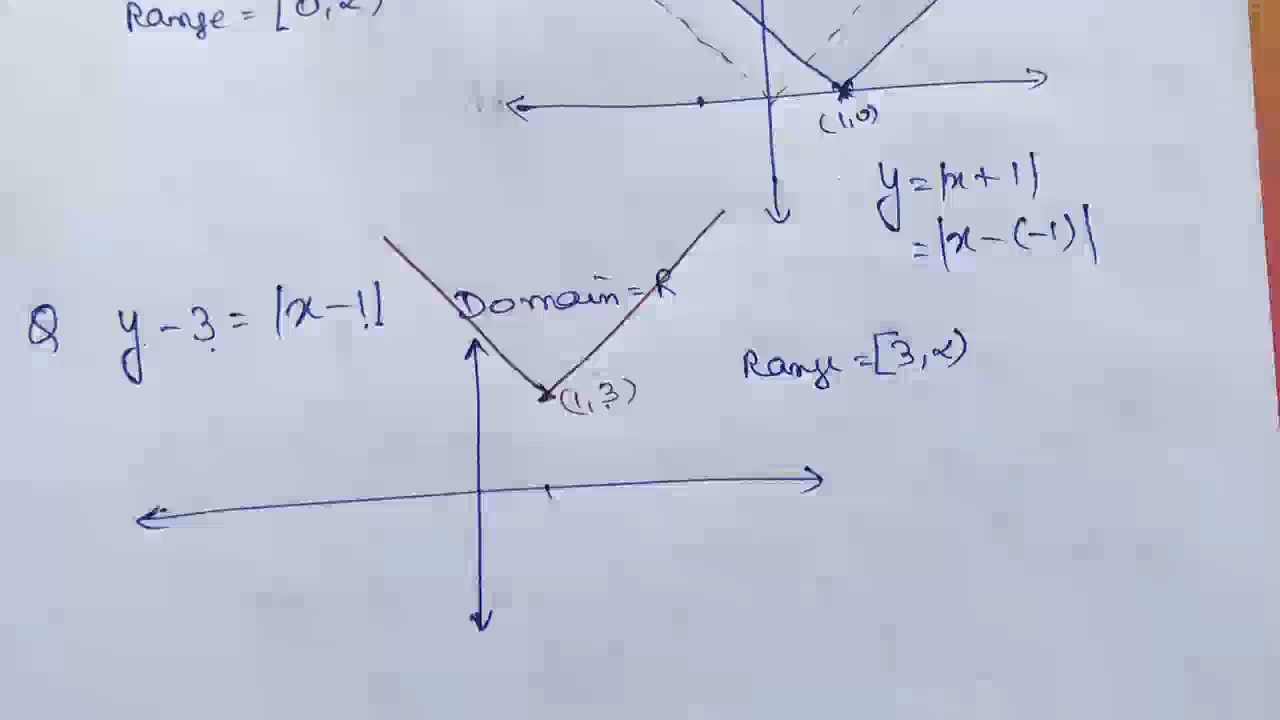 Range = [0,∝)
(1,0)
y = |x+1|
= |x-(-1)|
Q y-3 = |x-1|
Domain = R
Range = [3,∝)
(1,3)